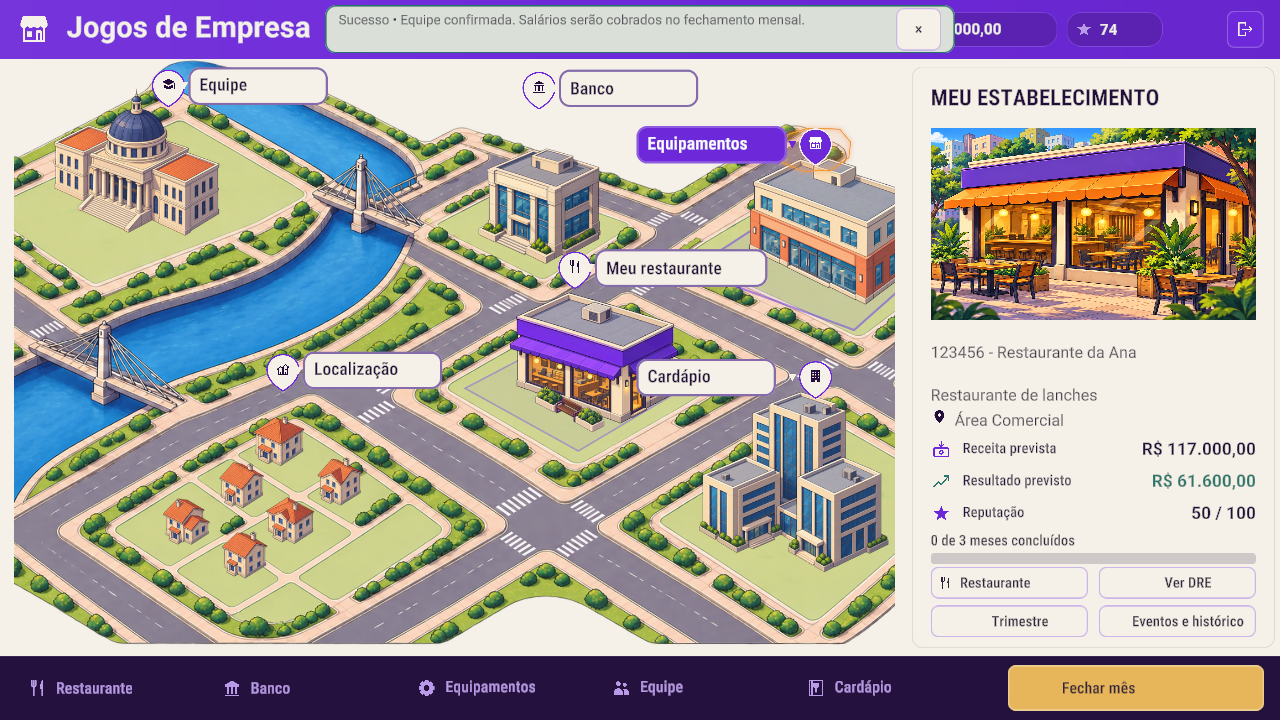 Jogos de Empresa
Sucesso • Equipe confirmada. Salários serão cobrados no fechamento mensal.
×
000,00
74
Equipe
Banco
Equipamentos
Meu restaurante
Localização
Cardápio
MEU ESTABELECIMENTO
123456 - Restaurante da Ana
Restaurante de lanches
Área Comercial
Receita prevista R$ 117.000,00
Resultado previsto R$ 61.600,00
Reputação 50 / 100
0 de 3 meses concluídos
Restaurante Ver DRE
Trimestre Eventos e histórico
Restaurante Banco Equipamentos Equipe Cardápio Fechar mês